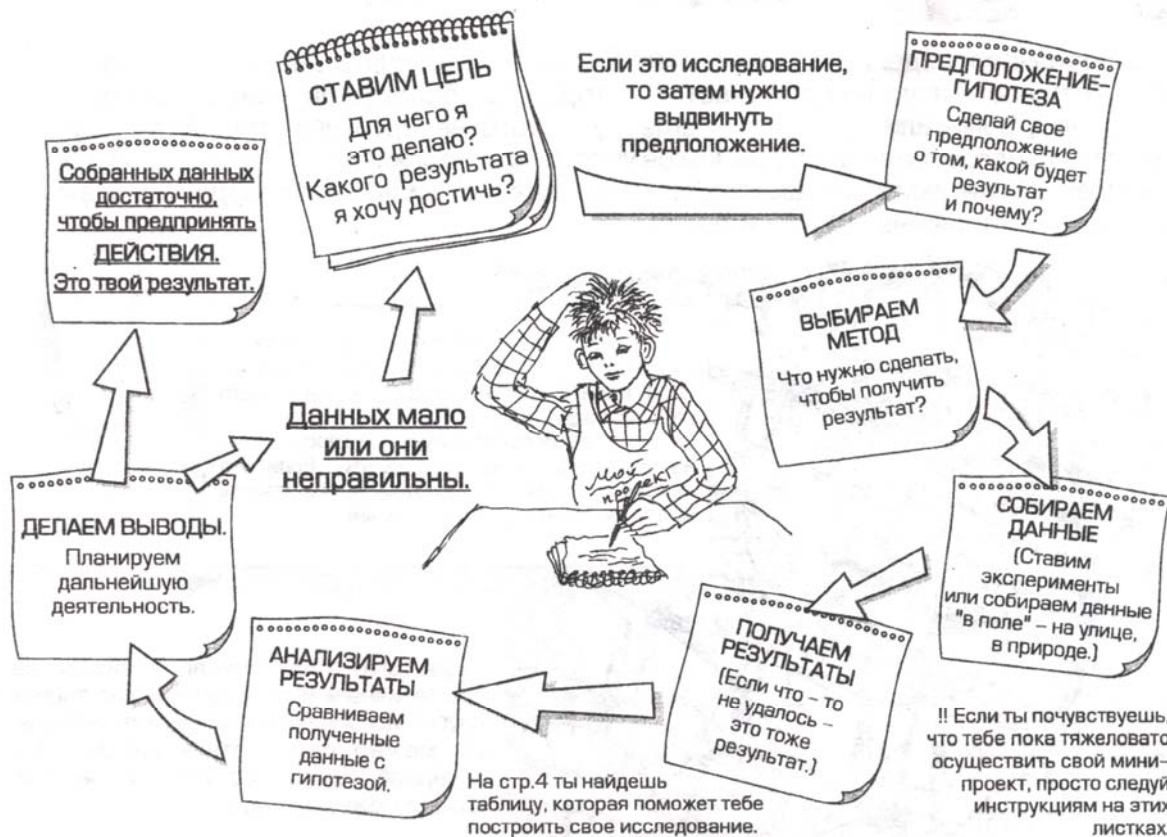 СТАВИМ ЦЕЛЬ
Для чего я
это делаю?
Какого результата
я хочу достичь?
Если это исследование,
то затем нужно
выдвинуть
предположение.
ПРЕДПОЛОЖЕНИЕ–
ГИПОТЕЗА
Сделай свое
предположение
о том, какой будет
результат
и почему?
ВЫБИРАЕМ
МЕТОД
Что нужно сделать,
чтобы получить
результат?
СОБИРАЕМ
ДАННЫЕ
(Ставим
эксперименты
или собираем данные
"в поле" – на улице,
в природе.)
ПОЛУЧАЕМ
РЕЗУЛЬТАТЫ
(Если что – то
не удалось –
это тоже
результат.)
АНАЛИЗИРУЕМ
РЕЗУЛЬТАТЫ
Сравниваем
полученные
данные с
гипотезой.
ДЕЛАЕМ ВЫВОДЫ.
Планируем
дальнейшую
деятельность.
Собранных данных
достаточно,
чтобы предпринять
ДЕЙСТВИЯ.
Это твой результат.
Данных мало
или они
неправильны.
Мой
проект
На стр.4 ты найдешь
таблицу, которая поможет тебе
построить свое исследование.
!! Если ты почувствуешь,
что тебе пока тяжеловато
осуществить свой мини–
проект, просто следуй
инструкциям на этих
листках